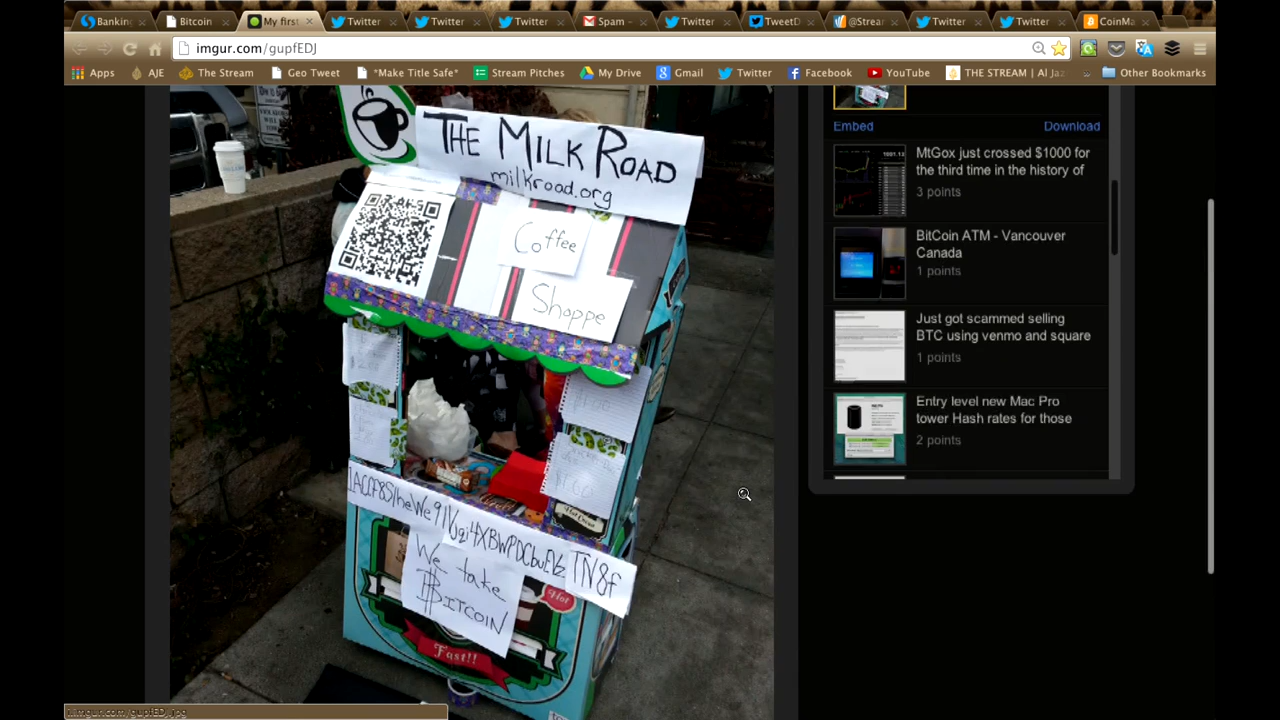 Banking
Bitcoin
My first
Twitter
Twitter
Twitter
Spam –
Twitter
TweetD
@Strear
Twitter
Twitter
CoinMa
imgur.com/gupfEDJ
Apps
AJE
The Stream
Geo Tweet
*Make Title Safe*
Stream Pitches
My Drive
Gmail
Twitter
Facebook
YouTube
THE STREAM | Al Jaz
Other Bookmarks
THE MILK ROAD
milkroad.org
Coffee
Shoppe
We take
BITCOIN
TN8f
Hot
Fast!!
Embed
Download
MtGox just crossed $1000 for
the third time in the history of
3 points
BitCoin ATM - Vancouver
Canada
1 points
Just got scammed selling
BTC using venmo and square
1 points
Entry level new Mac Pro
tower Hash rates for those
2 points